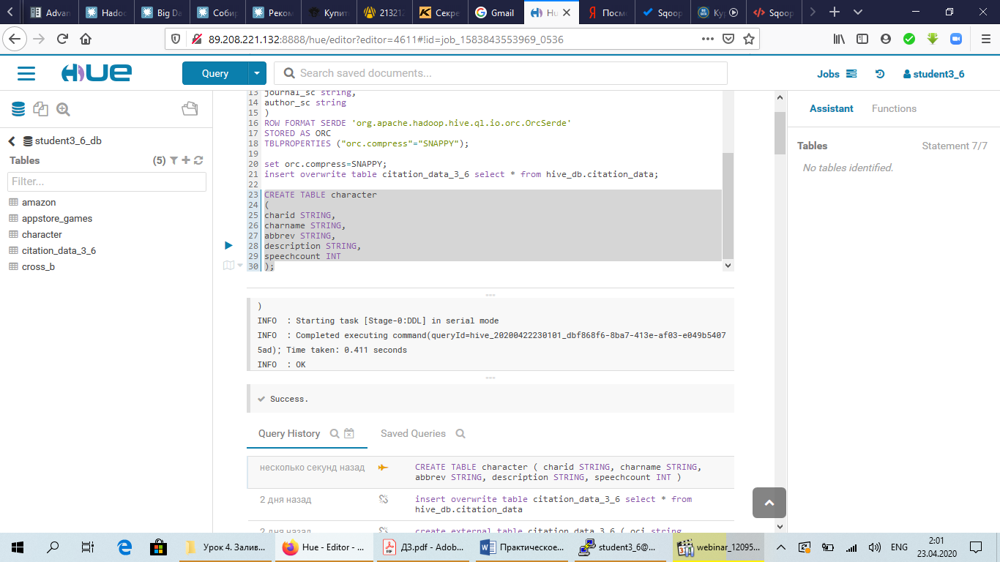 Advan
Hadoo
Big Da
Собир
Реком
Купит
21321
Секре
Gmail
Hu
Посмо
Sqoop
Кур
Sqoop
89.208.221.132:8888/hue/editor?editor=4611#!id=job_1583843553969_0536
HUE
Query
Search saved documents...
Jobs
student3_6
student3_6_db
Tables
(5)
Filter...
amazon
appstore_games
character
citation_data_3_6
cross_b
13 journal_sc string,
14 author_sc string
15 )
16 ROW FORMAT SERDE 'org.apache.hadoop.hive.ql.io.orc.OrcSerde'
17 STORED AS ORC
18 TBLPROPERTIES ("orc.compress"="SNAPPY");
19
20 set orc.compress=SNAPPY;
21 insert overwrite table citation_data_3_6 select * from hive_db.citation_data;
22
23 CREATE TABLE character
24 (
25 charid STRING,
26 charname STRING,
27 abbrev STRING,
28 description STRING,
29 speechcount INT
30 );
)
INFO : Starting task [Stage-0:DDL] in serial mode
INFO : Completed executing command(queryId=hive_20200422230101_dbf868f6-8ba7-413e-af03-e049b5407
5ad); Time taken: 0.411 seconds
INFO : OK
Success.
Query History
Saved Queries
несколько секунд назад
CREATE TABLE character ( charid STRING, charname STRING,
abbrev STRING, description STRING, speechcount INT )
2 дня назад
insert overwrite table citation_data_3_6 select * from
hive_db.citation_data
2 дня назад
create external table citation_data_3_6 ( oci string,
Assistant
Functions
Tables
Statement 7/7
No tables identified.
Урок 4. Залив...
Hue - Editor - ...
ДЗ.pdf - Adob...
Практическое...
student3_6@...
webinar_12095...
ENG
2:01
23.04.2020